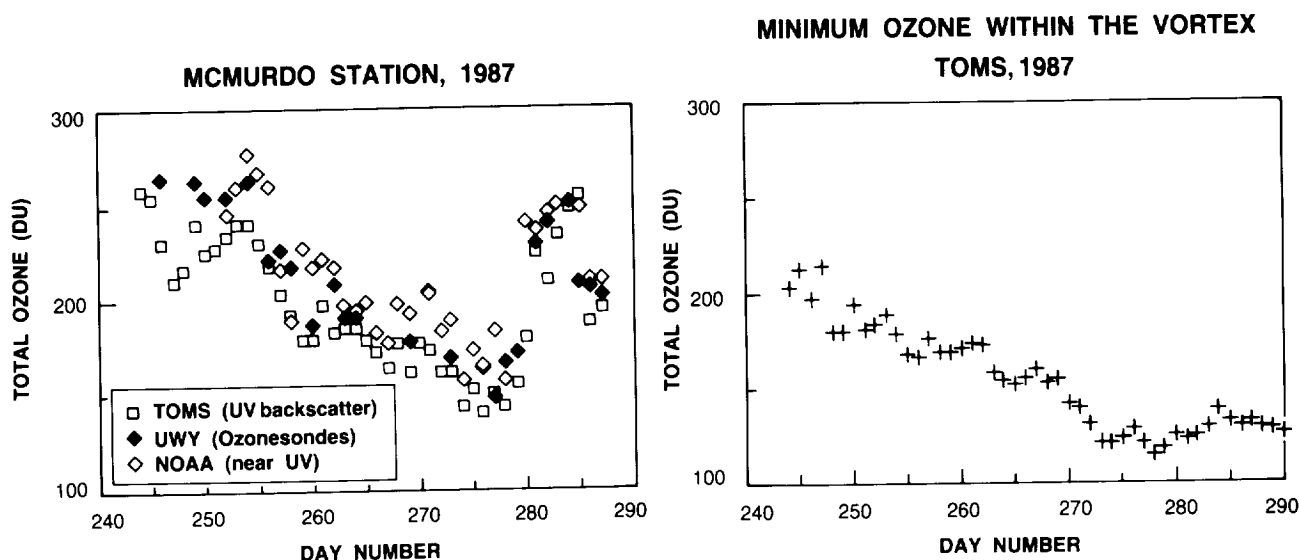 MCMURDO STATION, 1987
300
200
100
TOTAL OZONE (DU)
TOMS (UV backscatter)
UWY (Ozonesondes)
NOAA (near UV)
240 250 260 270 280 290
DAY NUMBER
MINIMUM OZONE WITHIN THE VORTEX
TOMS, 1987
300
200
100
TOTAL OZONE (DU)
240 250 260 270 280 290
DAY NUMBER